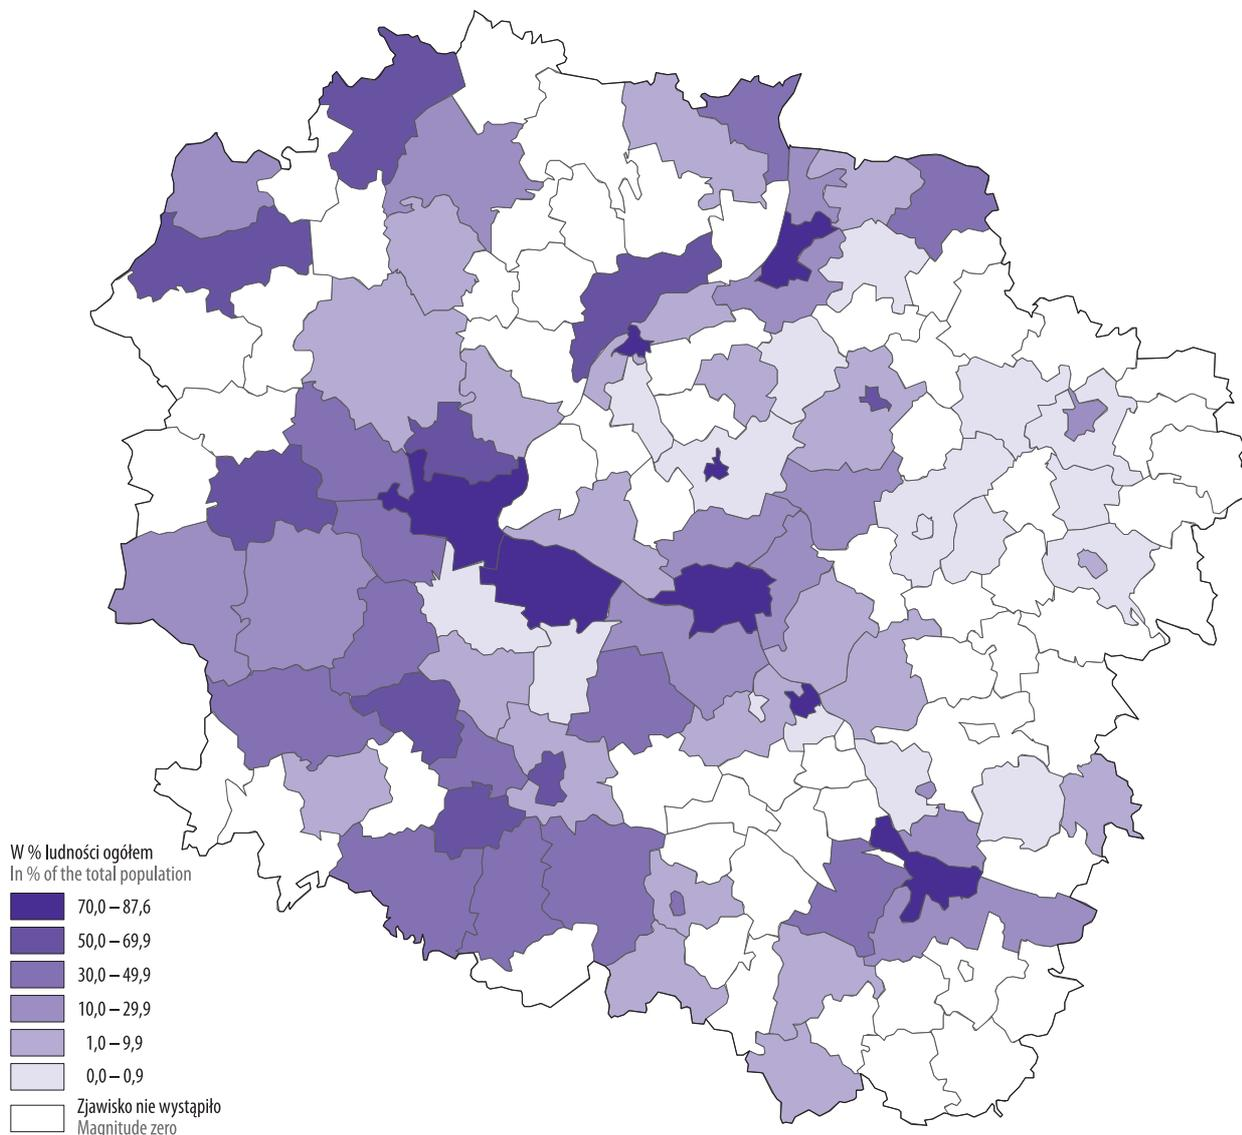 W % ludności ogółem
In % of the total population
70,0 – 87,6
50,0 – 69,9
30,0 – 49,9
10,0 – 29,9
1,0 – 9,9
0,0 – 0,9
Zjawisko nie wystąpiło
Magnitude zero